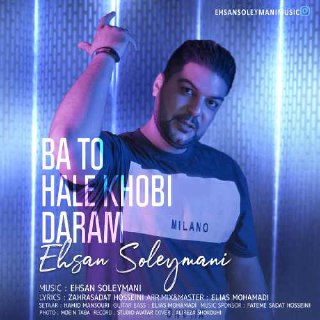 EHSANSOLEYMANIMUSIC
BA TO
HALE KHOBI
DARAM
MILANO
Ehsan Soleymani
MUSIC : EHSAN SOLEYMANI
LYRICS : ZAHRASADAT HOSSEINI ARR.MIX&MASTER : ELIAS MOHAMADI
SETAAR : HAMID MANSOURI GUITAR BASS : ELIAS MOHAMADI MUSIC SPONSOR : FATEME SADAT HOSSEINI
PHOTO : MOEIN TABA RECORD : STUDIO AVATAR COVER : ALIREZA SHOKOUHI